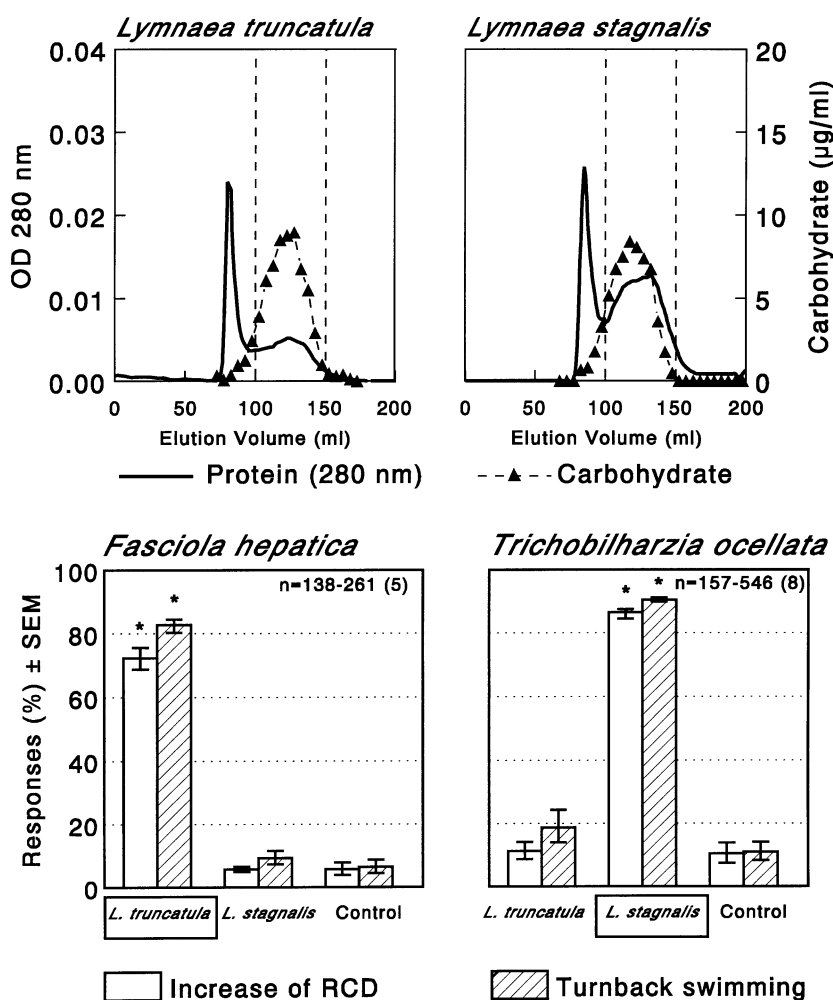 Lymnaea truncatula
Lymnaea stagnalis
OD 280 nm
0.04
0.03
0.02
0.01
0.00
0
50
100
150
200
Elution Volume (ml)
0
50
100
150
200
Elution Volume (ml)
20
15
10
5
0
Carbohydrate (µg/ml)
Protein (280 nm)
Carbohydrate
Fasciola hepatica
Trichobilharzia ocellata
Responses (%) ± SEM
100
80
60
40
20
0
n=138-261 (5)
* *
L. truncatula
L. stagnalis
Control
n=157-546 (8)
* *
L. truncatula
L. stagnalis
Control
Increase of RCD
Turnback swimming